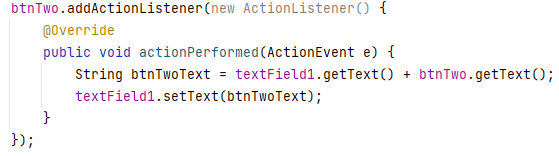 btnTwo.addActionListener(new ActionListener() {
    @Override
    public void actionPerformed(ActionEvent e) {
        String btnTwoText = textField1.getText() + btnTwo.getText();
        textField1.setText(btnTwoText);
    }
});